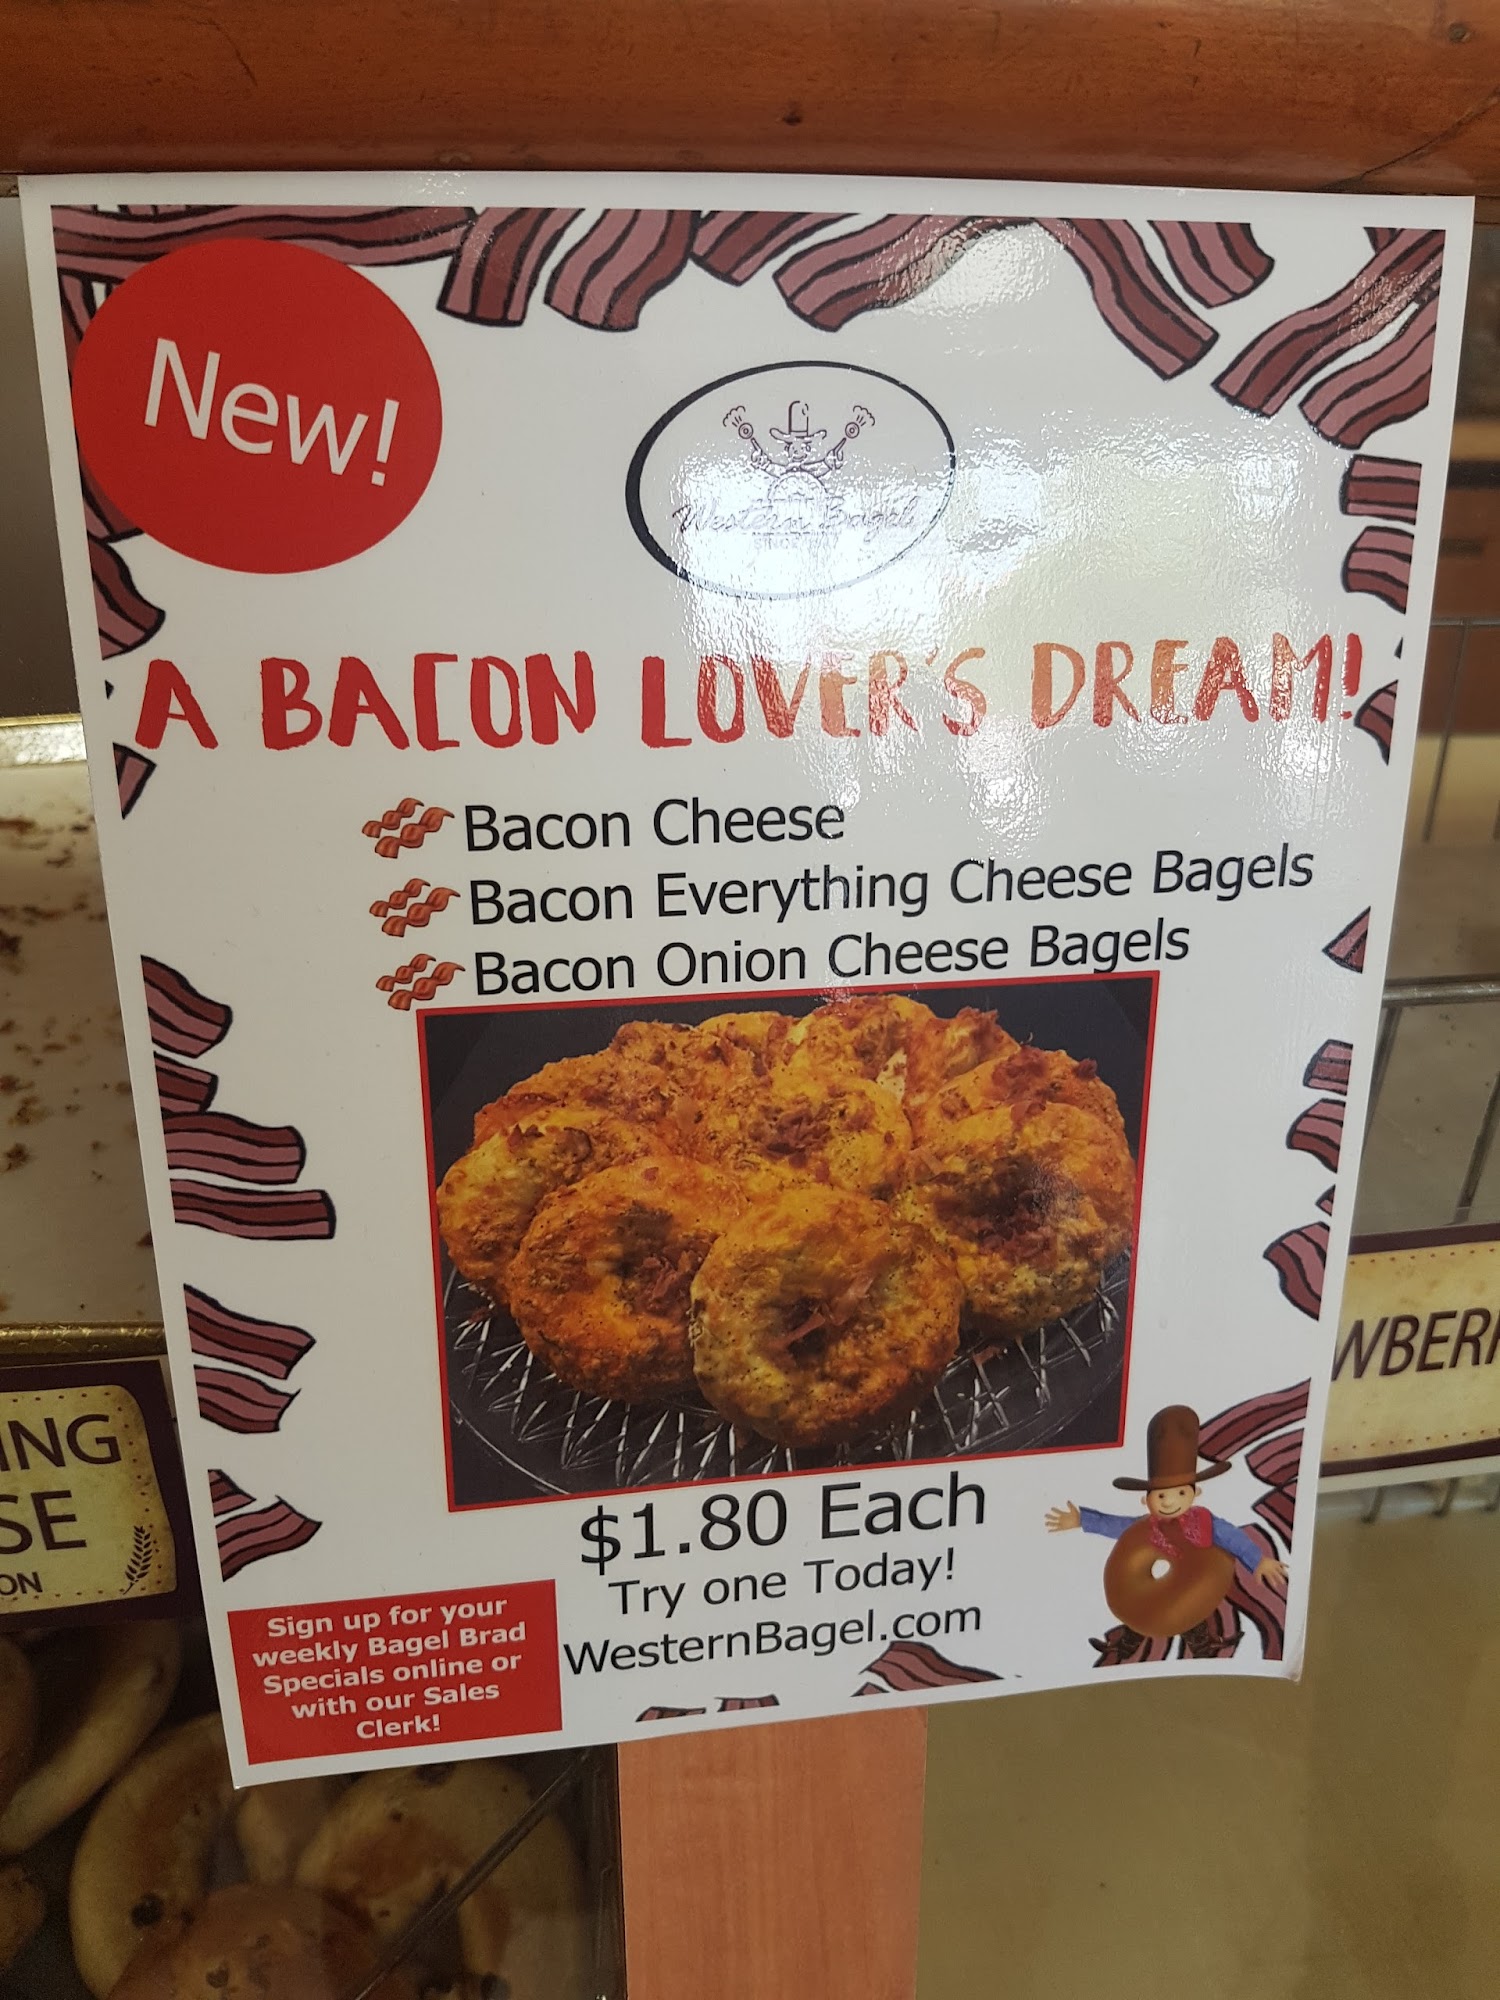 New!
Western Bagel
SINCE
A BACON LOVER'S DREAM!
Bacon Cheese
Bacon Everything Cheese Bagels
Bacon Onion Cheese Bagels
$1.80 Each
Try one Today!
WesternBagel.com
Sign up for your
weekly Bagel Brad
Specials online or
with our Sales
Clerk!
ING
SE
ON
WBERR